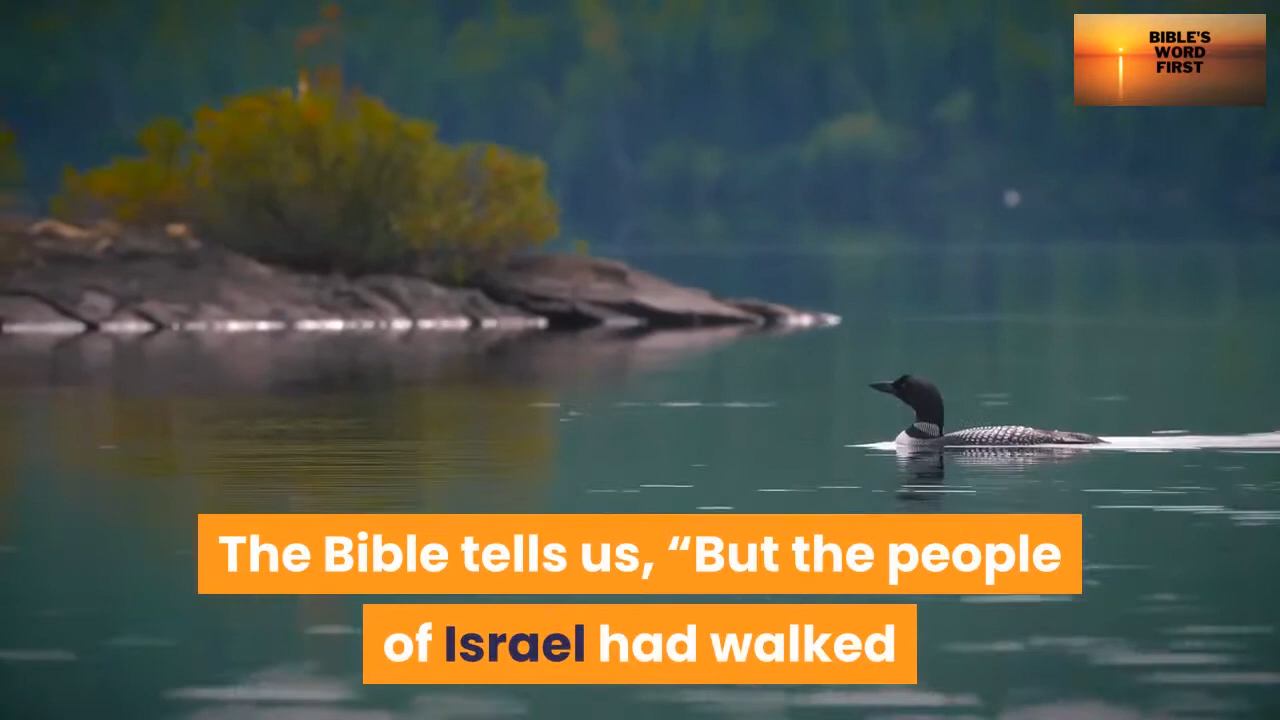 BIBLE'S
WORD
FIRST
The Bible tells us, “But the people
of Israel had walked